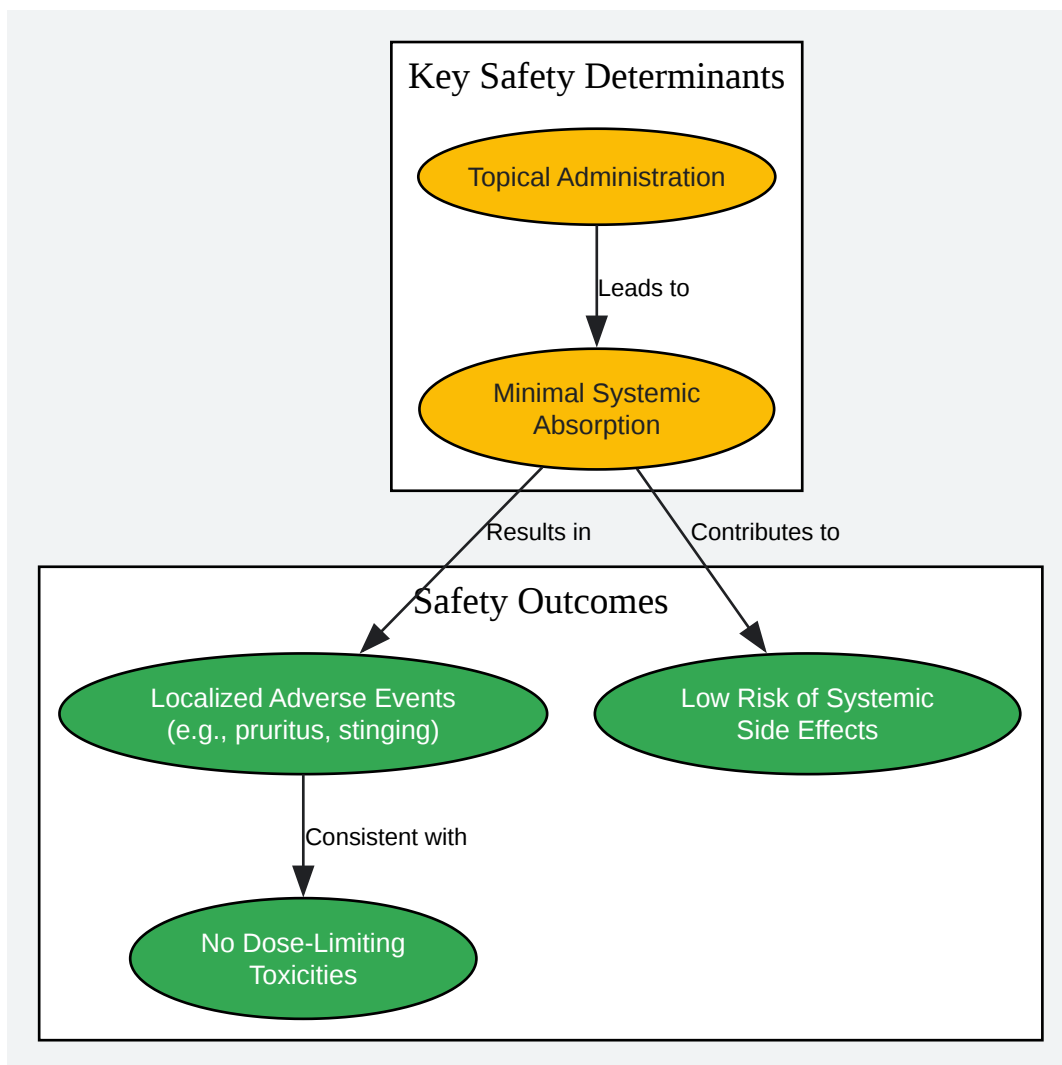 Key Safety Determinants
Topical Administration
Leads to
Minimal Systemic
Absorption
Results in
Contributes to
Safety Outcomes
Localized Adverse Events
(e.g., pruritus, stinging)
Low Risk of Systemic
Side Effects
Consistent with
No Dose-Limiting
Toxicities